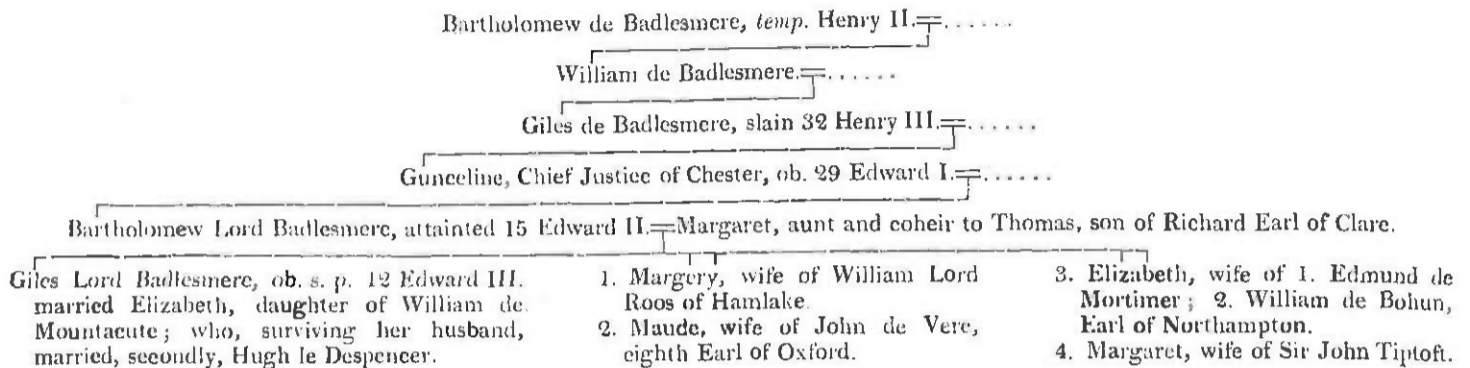 Bartholomew de Badlesmere, temp. Henry II.=......
William de Badlesmere.=.....
Giles de Badlesmere, slain 32 Henry III.=......
Gunceline, Chief Justice of Chester, ob. 29 Edward I.=......
Bartholomew Lord Badlesmere, attainted 15 Edward II.=Margaret, aunt and coheir to Thomas, son of Richard Earl of Clare.
Giles Lord Badlesmere, ob. s. p. 12 Edward III.
married Elizabeth, daughter of William de
Mountacute; who, surviving her husband,
married, secondly, Hugh le Despencer.
1. Margery, wife of William Lord
Roos of Hamlake.
2. Maude, wife of John de Vere,
eighth Earl of Oxford.
3. Elizabeth, wife of 1. Edmund de
Mortimer; 2. William de Bohun,
Earl of Northampton.
4. Margaret, wife of Sir John Tiptoft.